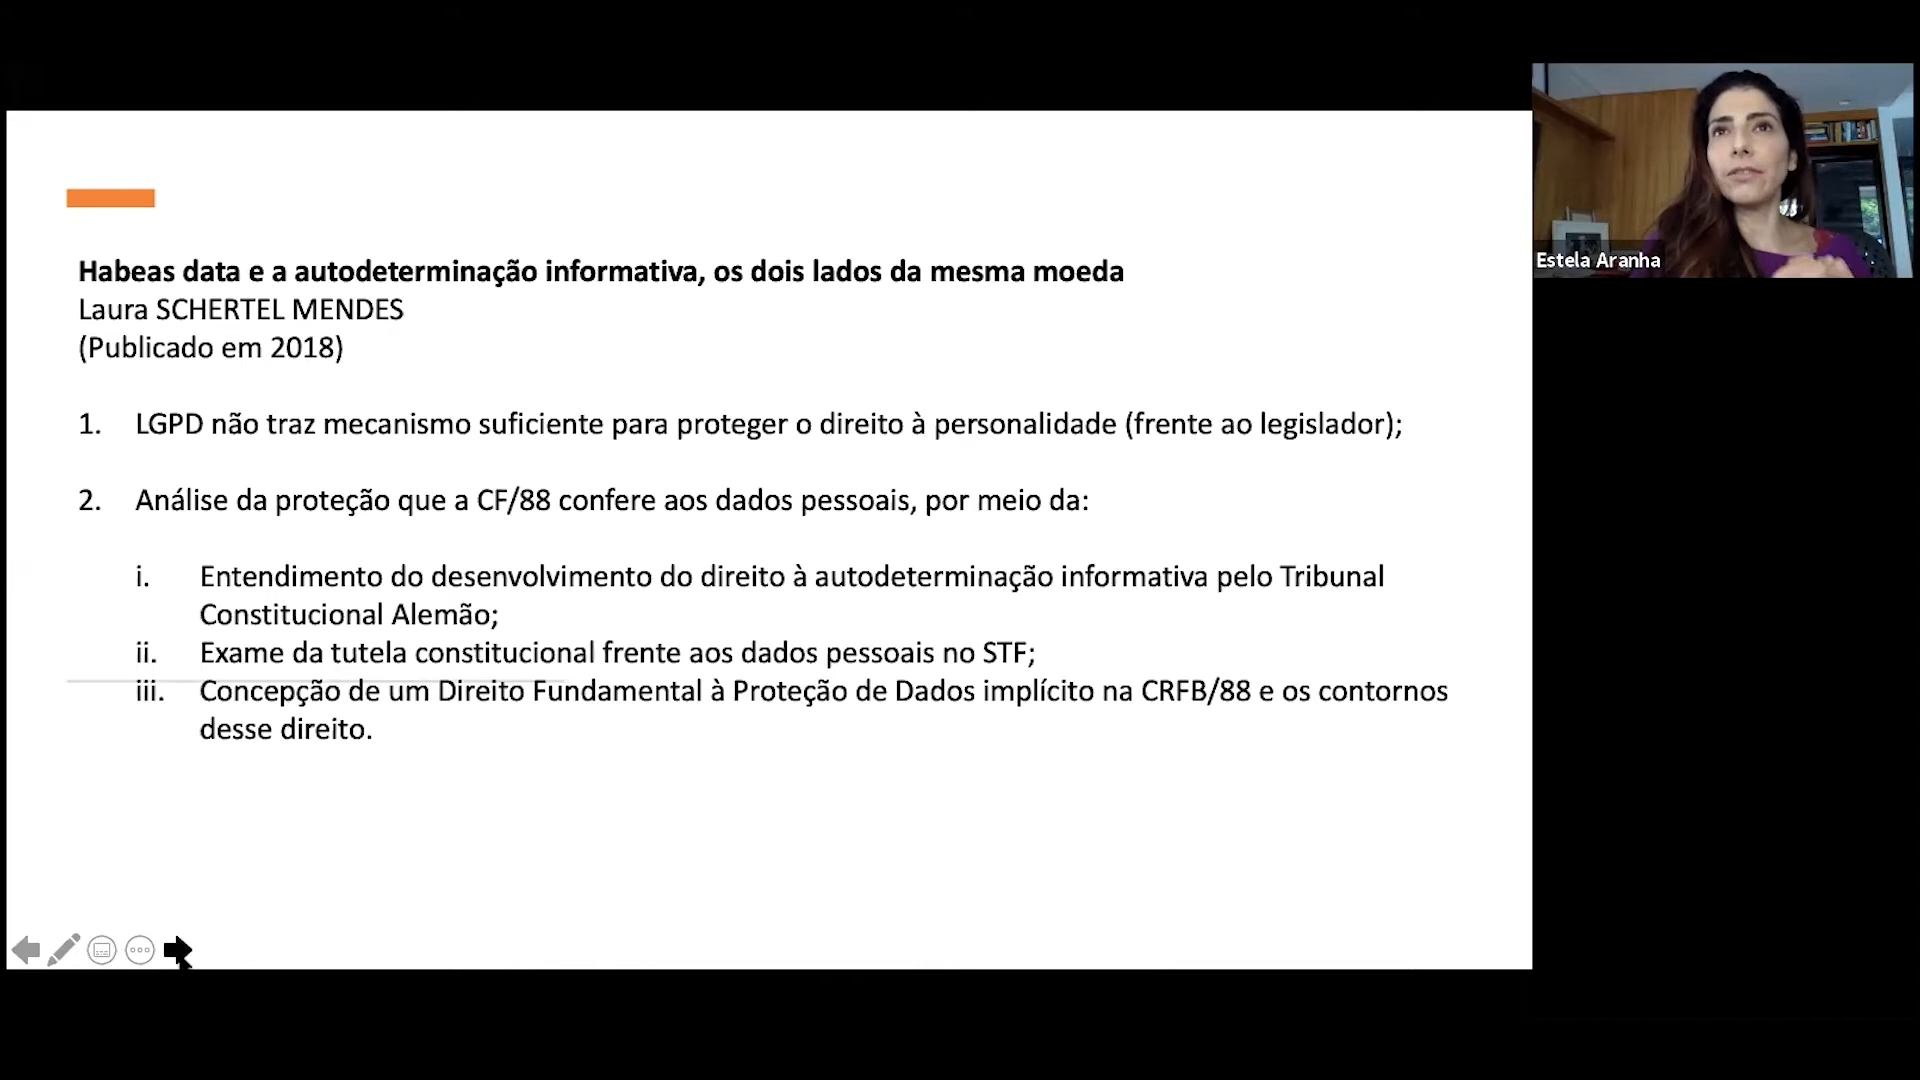 Habeas data e a autodeterminação informativa, os dois lados da mesma moeda
Laura SCHERTEL MENDES
(Publicado em 2018)
1. LGPD não traz mecanismo suficiente para proteger o direito à personalidade (frente ao legislador);
2. Análise da proteção que a CF/88 confere aos dados pessoais, por meio da:
i. Entendimento do desenvolvimento do direito à autodeterminação informativa pelo Tribunal
Constitucional Alemão;
ii. Exame da tutela constitucional frente aos dados pessoais no STF;
iii. Concepção de um Direito Fundamental à Proteção de Dados implícito na CRFB/88 e os contornos
desse direito.
Estela Aranha